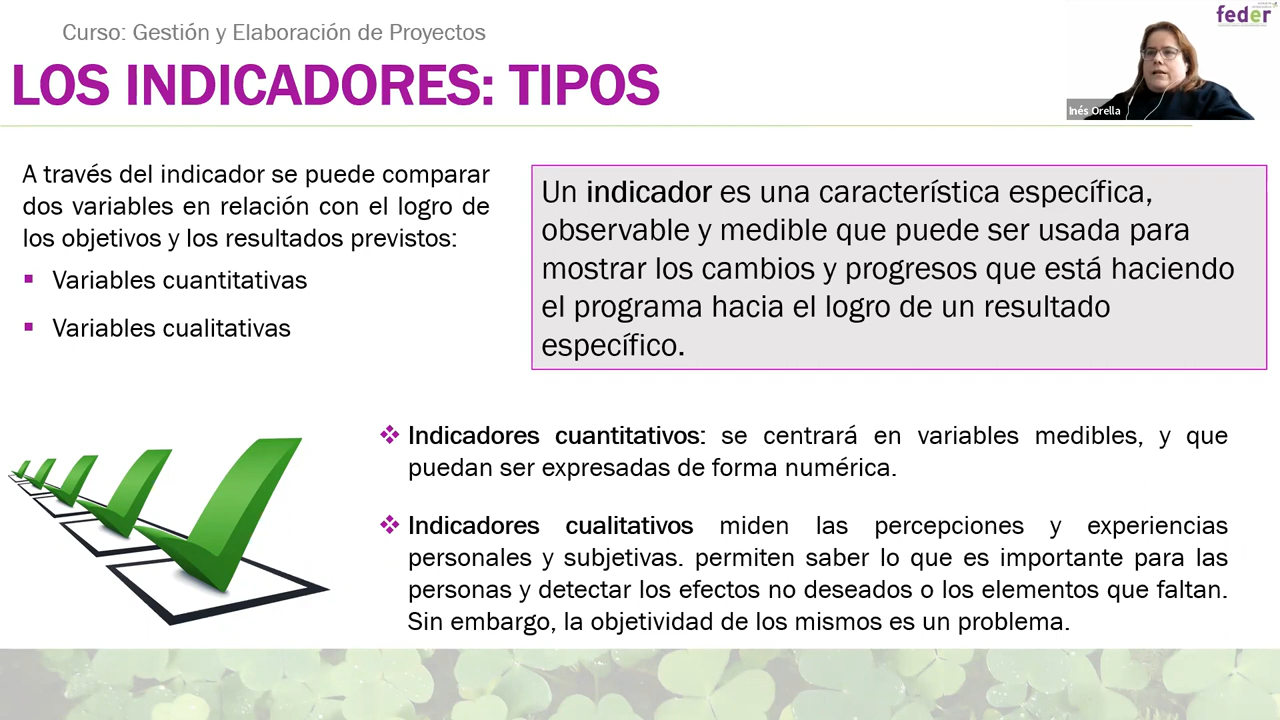 Curso: Gestión y Elaboración de Proyectos
LOS INDICADORES: TIPOS
feder
Inés Orella
A través del indicador se puede comparar
dos variables en relación con el logro de
los objetivos y los resultados previstos:
Variables cuantitativas
Variables cualitativas
Un indicador es una característica específica,
observable y medible que puede ser usada para
mostrar los cambios y progresos que está haciendo
el programa hacia el logro de un resultado
específico.
Indicadores cuantitativos: se centrará en variables medibles, y que
puedan ser expresadas de forma numérica.
Indicadores cualitativos miden las percepciones y experiencias
personales y subjetivas. permiten saber lo que es importante para las
personas y detectar los efectos no deseados o los elementos que faltan.
Sin embargo, la objetividad de los mismos es un problema.